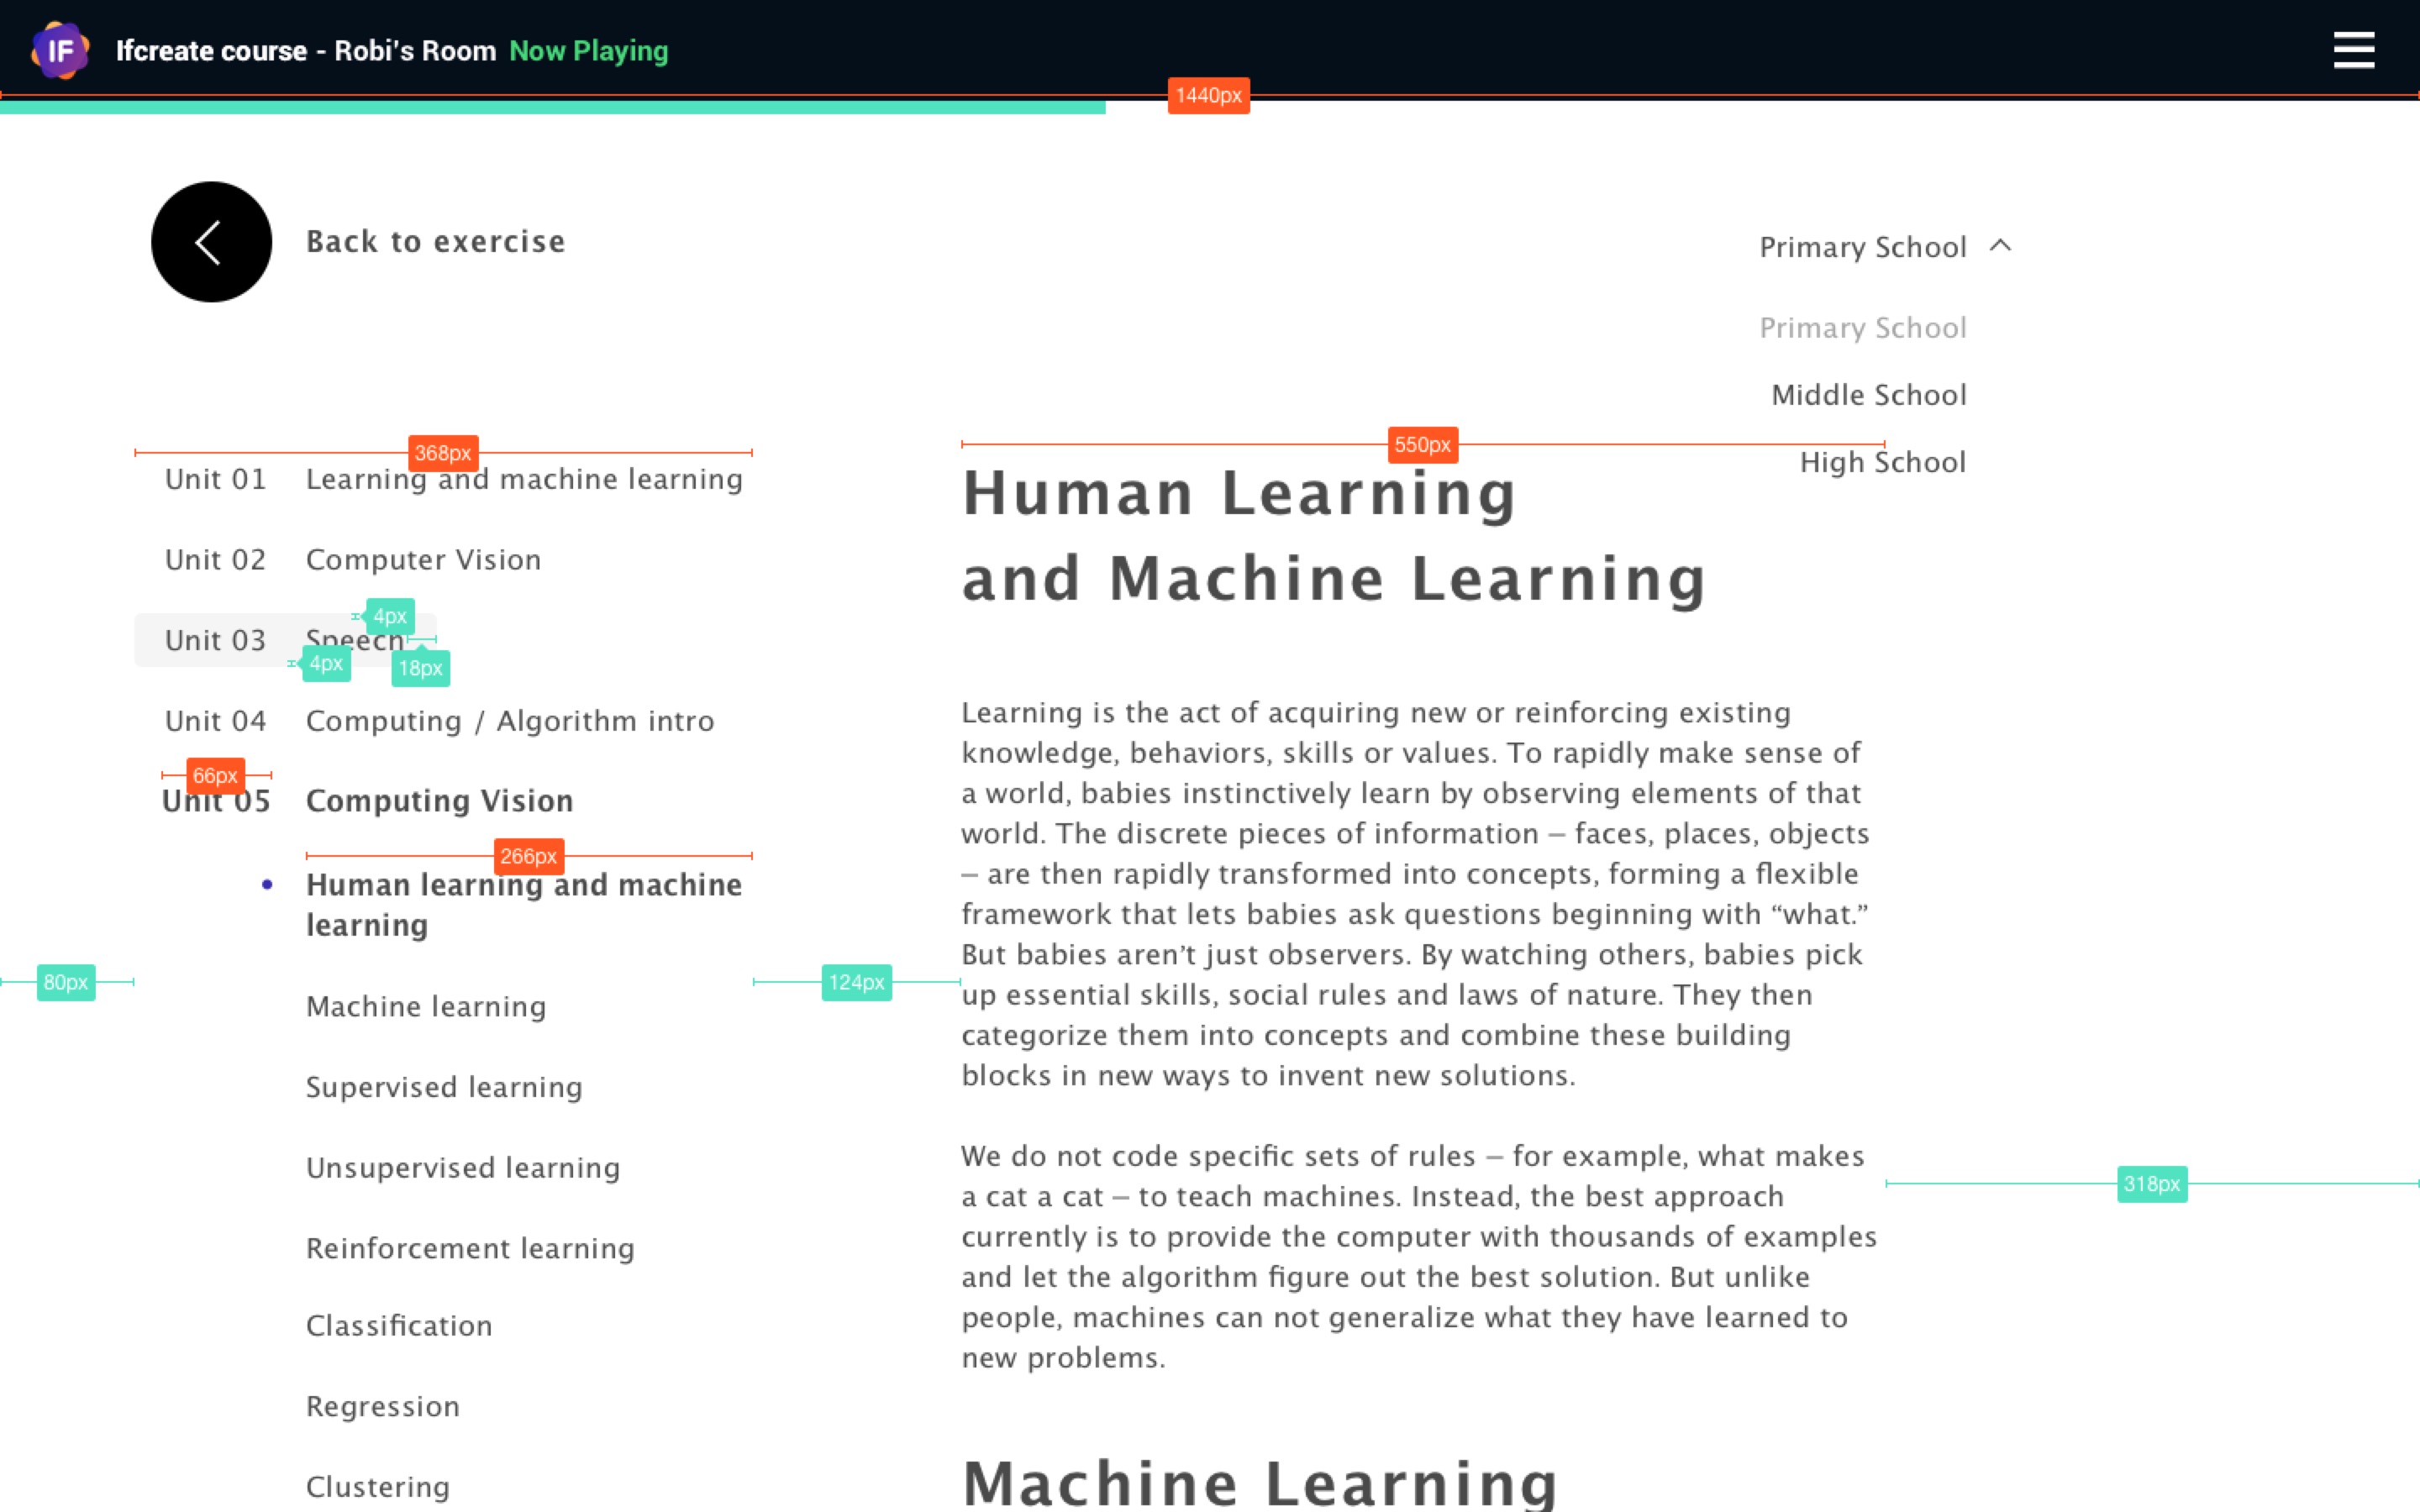 IF
Ifcreate course - Robi's Room Now Playing
1440px
Back to exercise
Primary School
Primary School
Middle School
High School
368px
Unit 01 Learning and machine learning
Unit 02 Computer Vision
4px
Unit 03 Speech
4px
18px
Unit 04 Computing / Algorithm intro
66px
Unit 05 Computing Vision
266px
Human learning and machine
learning
80px
124px
Machine learning
Supervised learning
Unsupervised learning
Reinforcement learning
Classification
Regression
Clustering
550px
Human Learning
and Machine Learning
Learning is the act of acquiring new or reinforcing existing
knowledge, behaviors, skills or values. To rapidly make sense of
a world, babies instinctively learn by observing elements of that
world. The discrete pieces of information — faces, places, objects
— are then rapidly transformed into concepts, forming a flexible
framework that lets babies ask questions beginning with “what.”
But babies aren’t just observers. By watching others, babies pick
up essential skills, social rules and laws of nature. They then
categorize them into concepts and combine these building
blocks in new ways to invent new solutions.
We do not code specific sets of rules — for example, what makes
a cat a cat — to teach machines. Instead, the best approach
currently is to provide the computer with thousands of examples
and let the algorithm figure out the best solution. But unlike
people, machines can not generalize what they have learned to
new problems.
318px
Machine Learning